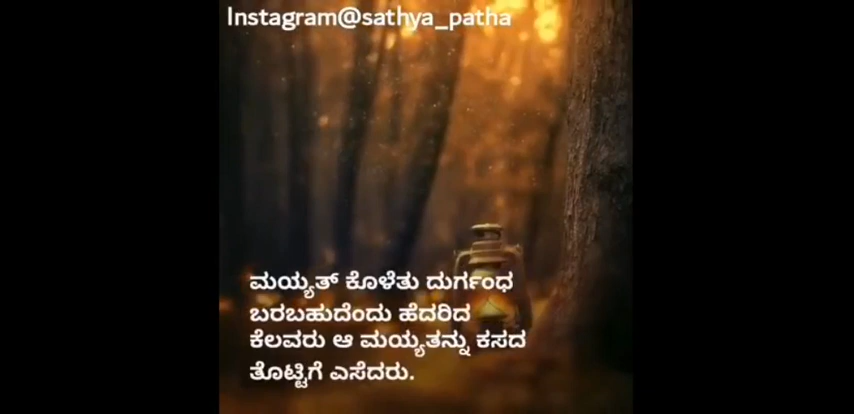 Instagram@sathya_patha
ಮಯ್ಯತ್ ಕೊಳೆತು ದುರ್ಗಂಧ
ಬರಬಹುದೆಂದು ಹೆದರಿದ
ಕೆಲವರು ಆ ಮಯ್ಯತನ್ನು ಕಸದ
ತೊಟ್ಟಿಗೆ ಎಸೆದರು.